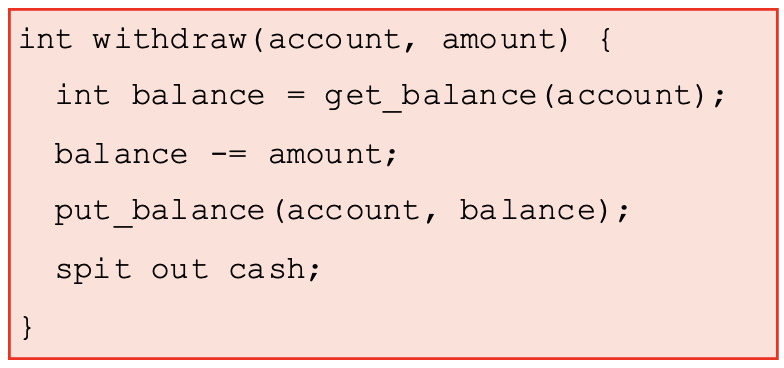 int withdraw(account, amount) {
int balance = get_balance(account);
balance -= amount;
put_balance(account, balance);
spit out cash;
}